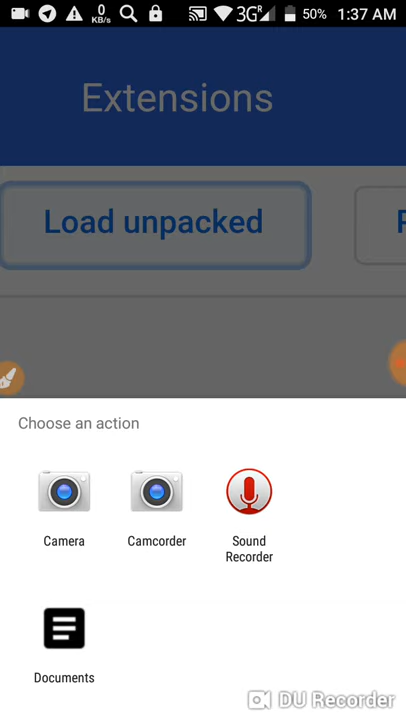 0 KB/s 3G R 50% 1:37 AM
Extensions
Load unpacked
Choose an action
Camera Camcorder Sound Recorder
Documents
DU Recorder